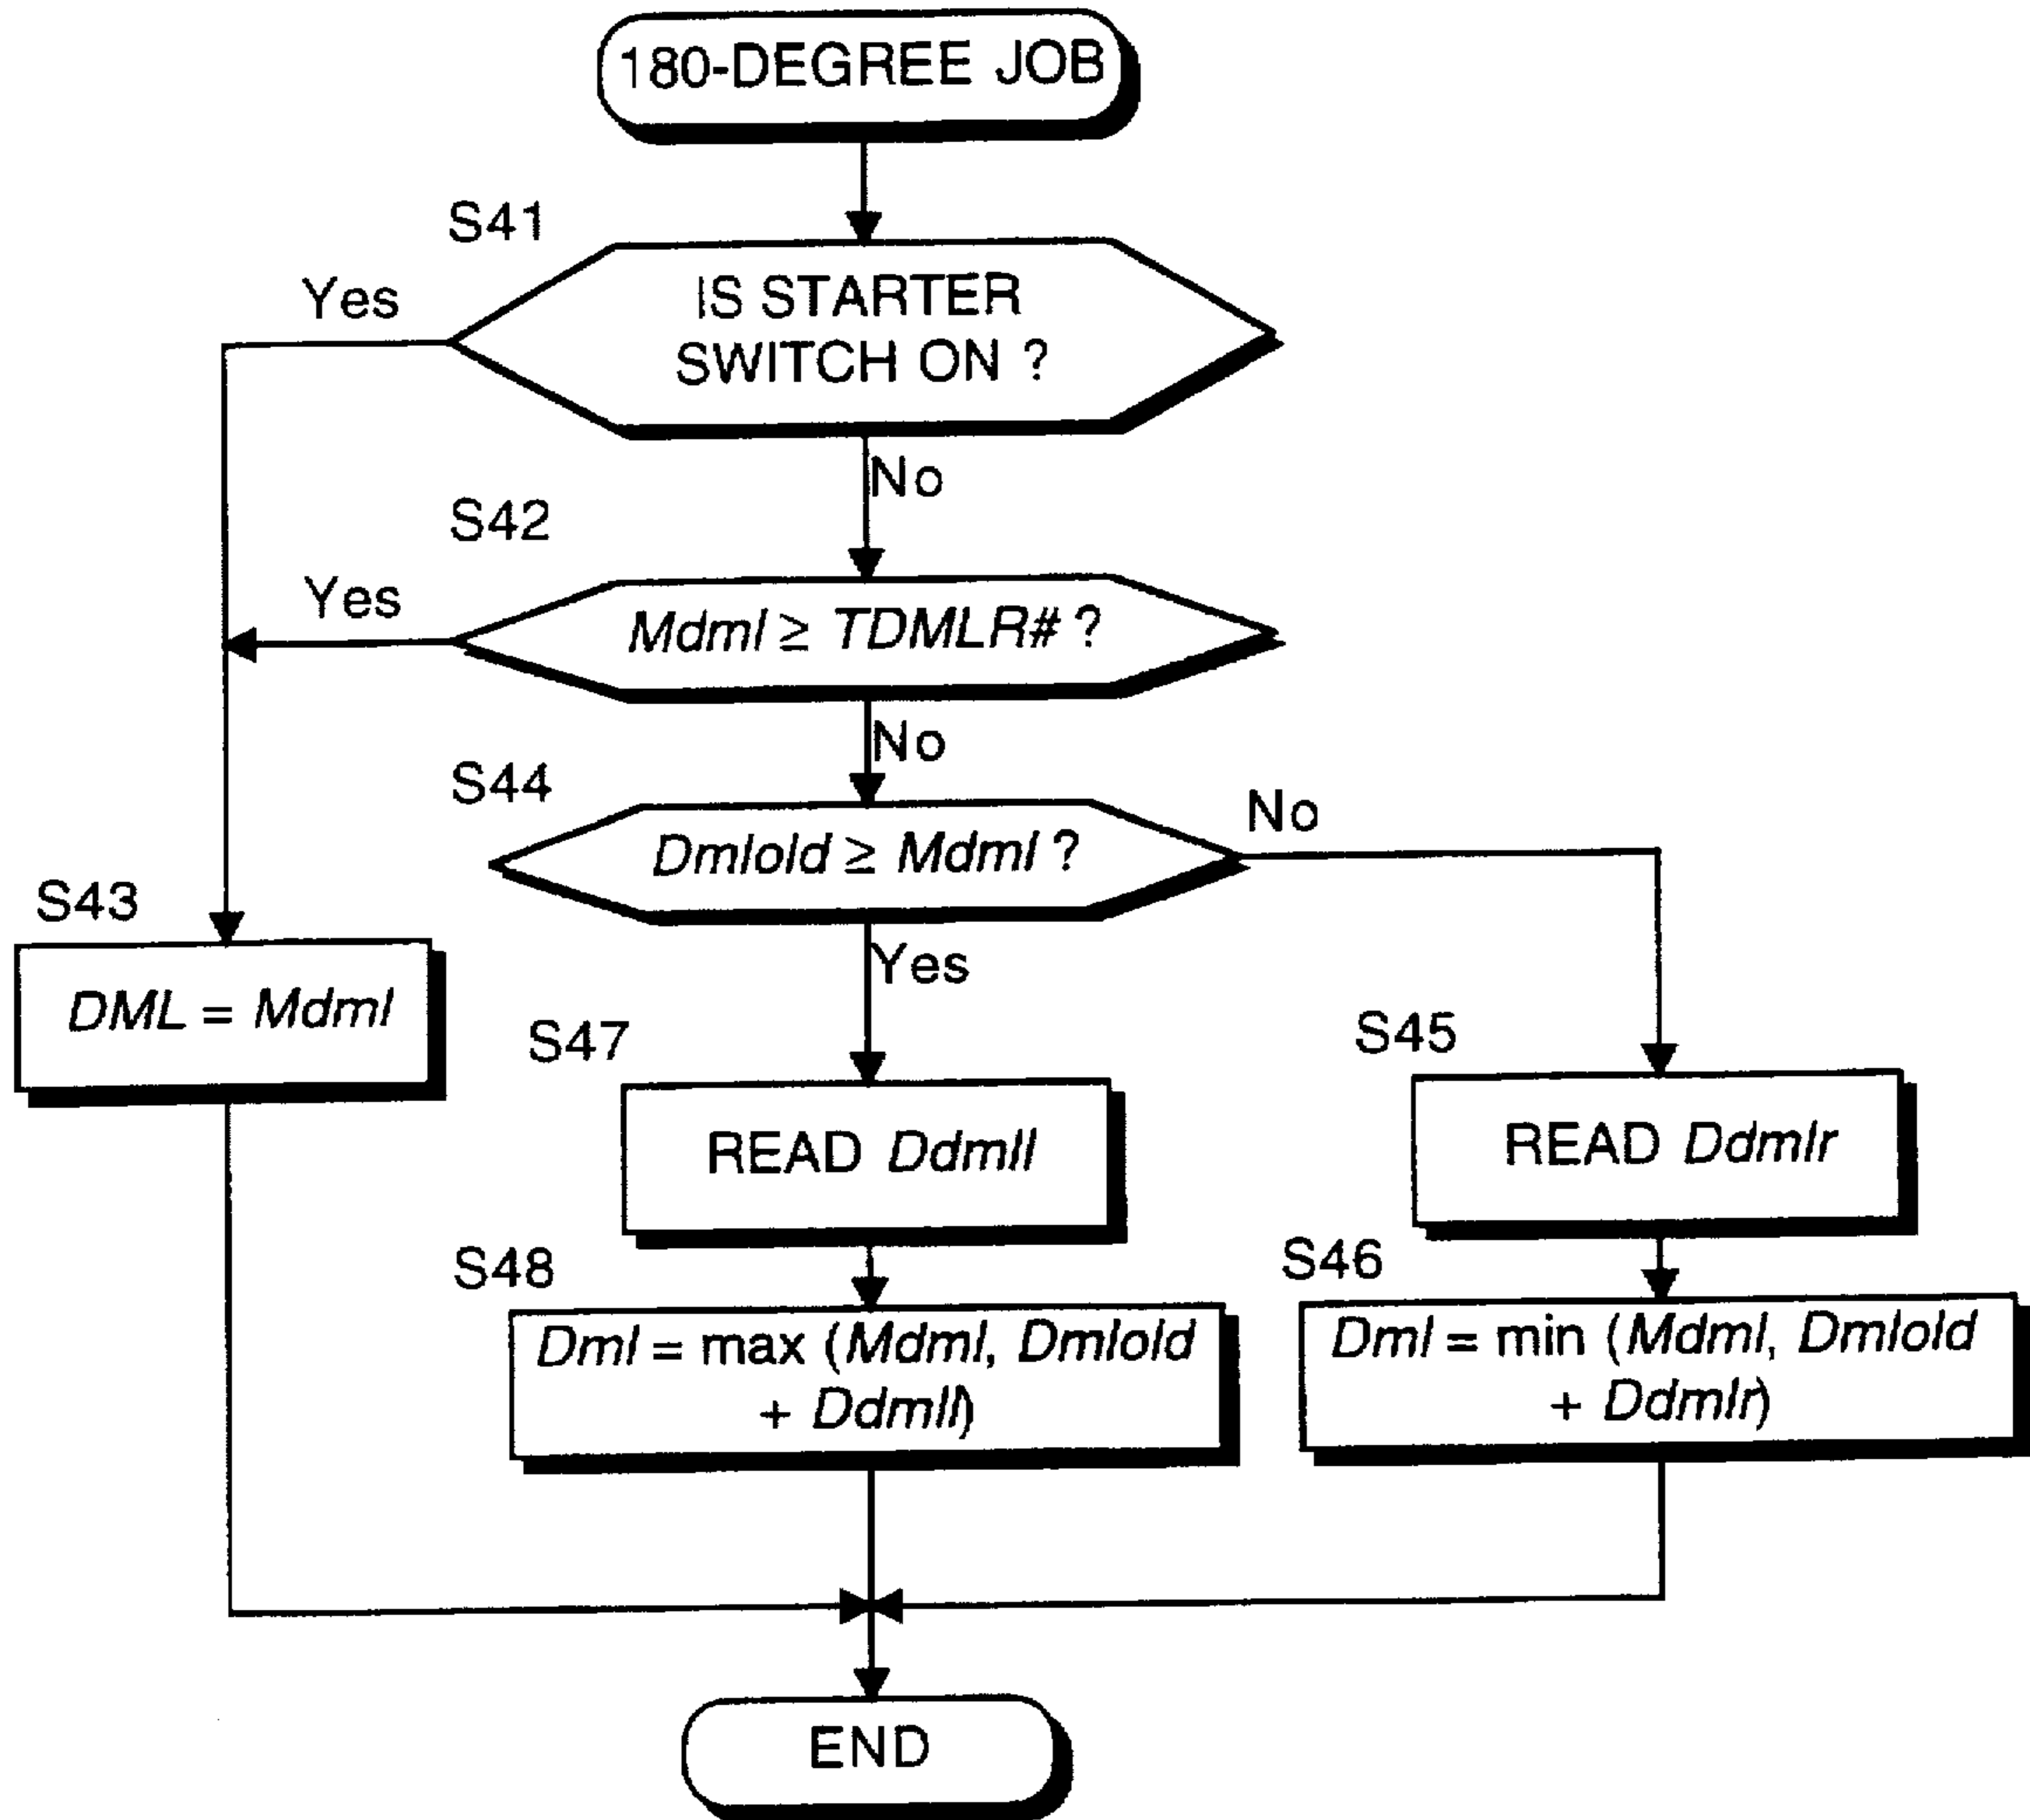 180-DEGREE JOB
S41
Yes
IS STARTER
SWITCH ON ?
No
S42
Yes
Mdml ≥ TDMLR# ?
No
S44
No
Dmlold ≥ Mdml ?
S43
Yes
DML = Mdml
S47
S45
READ Ddmll
READ Ddmlr
S48
S46
Dml = max (Mdml, Dmlold
+ Ddmll)
Dml = min (Mdml, Dmlold
+ Ddmlr)
END